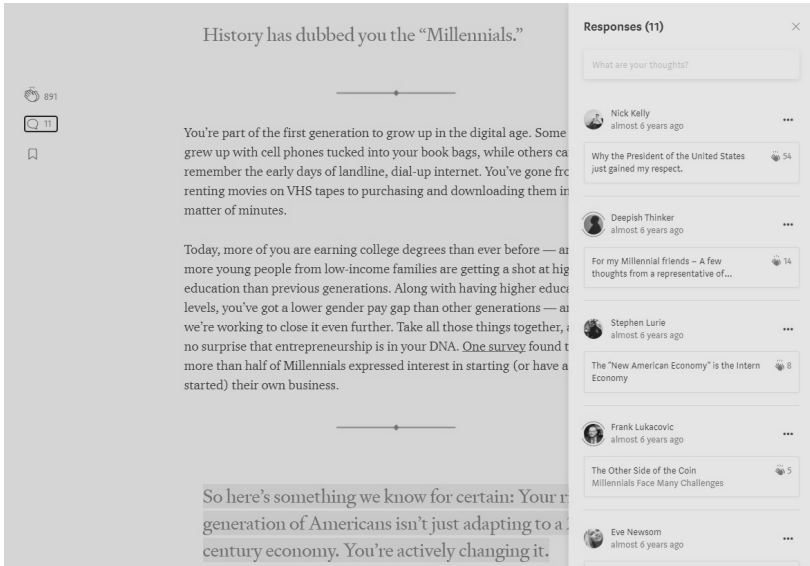 History has dubbed you the “Millennials.”
891
11
You’re part of the first generation to grow up in the digital age. Some
grew up with cell phones tucked into your book bags, while others ca
remember the early days of landline, dial-up internet. You’ve gone fro
renting movies on VHS tapes to purchasing and downloading them in
matter of minutes.
Today, more of you are earning college degrees than ever before — an
more young people from low-income families are getting a shot at hig
education than previous generations. Along with having higher educa
levels, you’ve got a lower gender pay gap than other generations — an
we’re working to close it even further. Take all those things together, a
no surprise that entrepreneurship is in your DNA. One survey found t
more than half of Millennials expressed interest in starting (or have a
started) their own business.
So here’s something we know for certain: Your ri
generation of Americans isn’t just adapting to a
century economy. You’re actively changing it.
Responses (11)
What are your thoughts?
Nick Kelly
almost 6 years ago
Why the President of the United States
just gained my respect.
54
Deepish Thinker
almost 6 years ago
For my Millennial friends – A few
thoughts from a representative of...
14
Stephen Lurie
almost 6 years ago
The "New American Economy" is the Intern
Economy
8
Frank Lukacovic
almost 6 years ago
The Other Side of the Coin
Millennials Face Many Challenges
5
Eve Newsom
almost 6 years ago